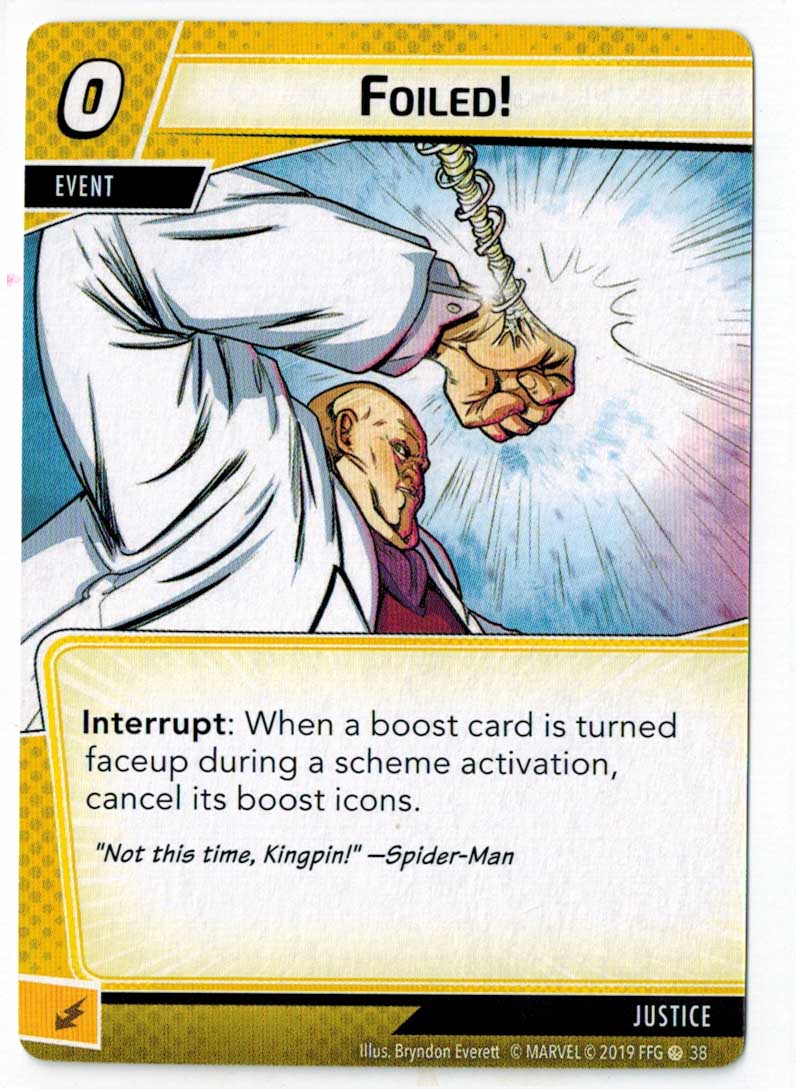 0
FOILED!
EVENT
Interrupt: When a boost card is turned
faceup during a scheme activation,
cancel its boost icons.
"Not this time, Kingpin!" —Spider-Man
JUSTICE
Illus. Bryndon Everett © MARVEL © 2019 FFG 38